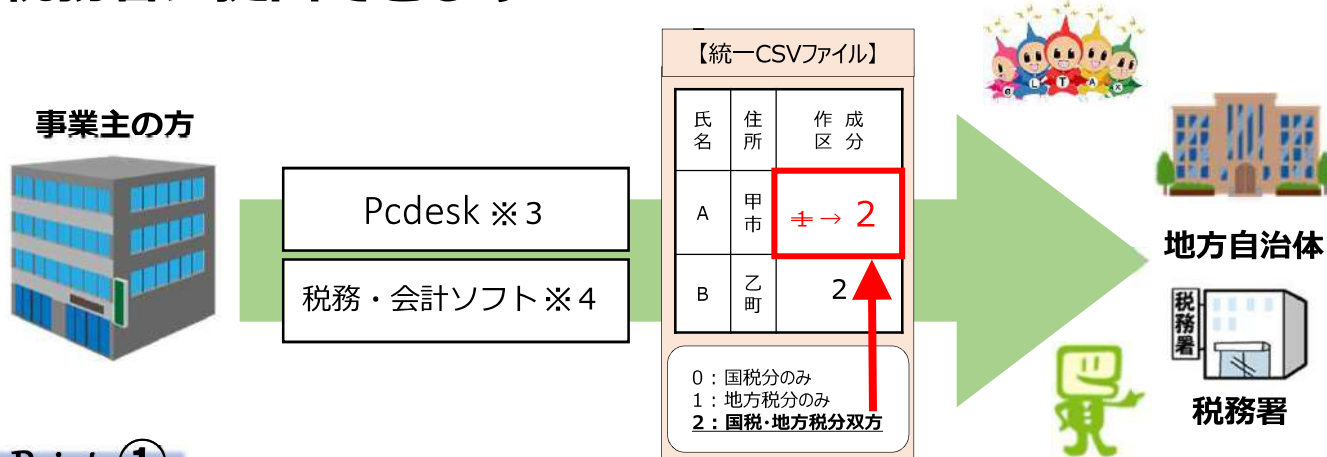 【統一CSVファイル】
事業主の方
氏名
住所
作成区分
A
甲市
1 → 2
B
乙町
2
Pcdesk ※3
税務・会計ソフト※4
0：国税分のみ
1：地方税分のみ
2：国税・地方税分双方
e L T A X
地方自治体
税務署
税務署